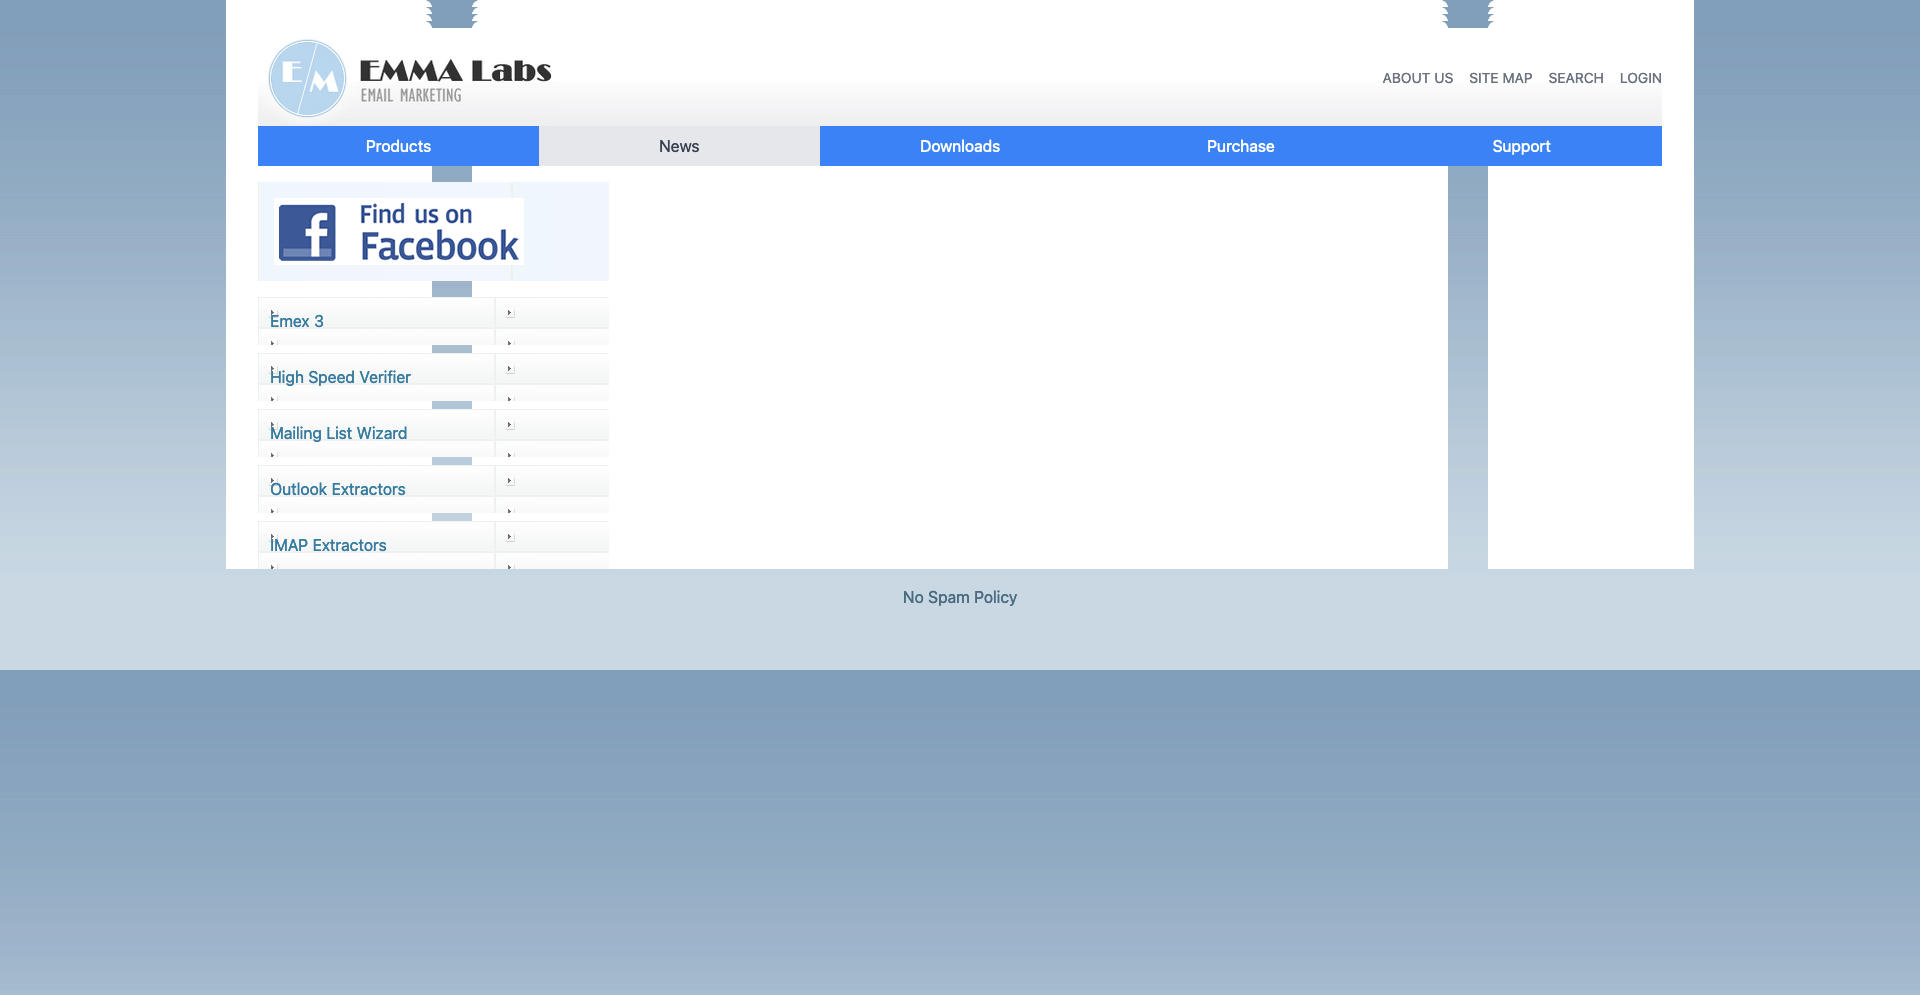 E/M
EMMA Labs
EMAIL MARKETING
ABOUT US SITE MAP SEARCH LOGIN
Products News Downloads Purchase Support
f
Find us on
Facebook
Emex 3
High Speed Verifier
Mailing List Wizard
Outlook Extractors
IMAP Extractors
No Spam Policy